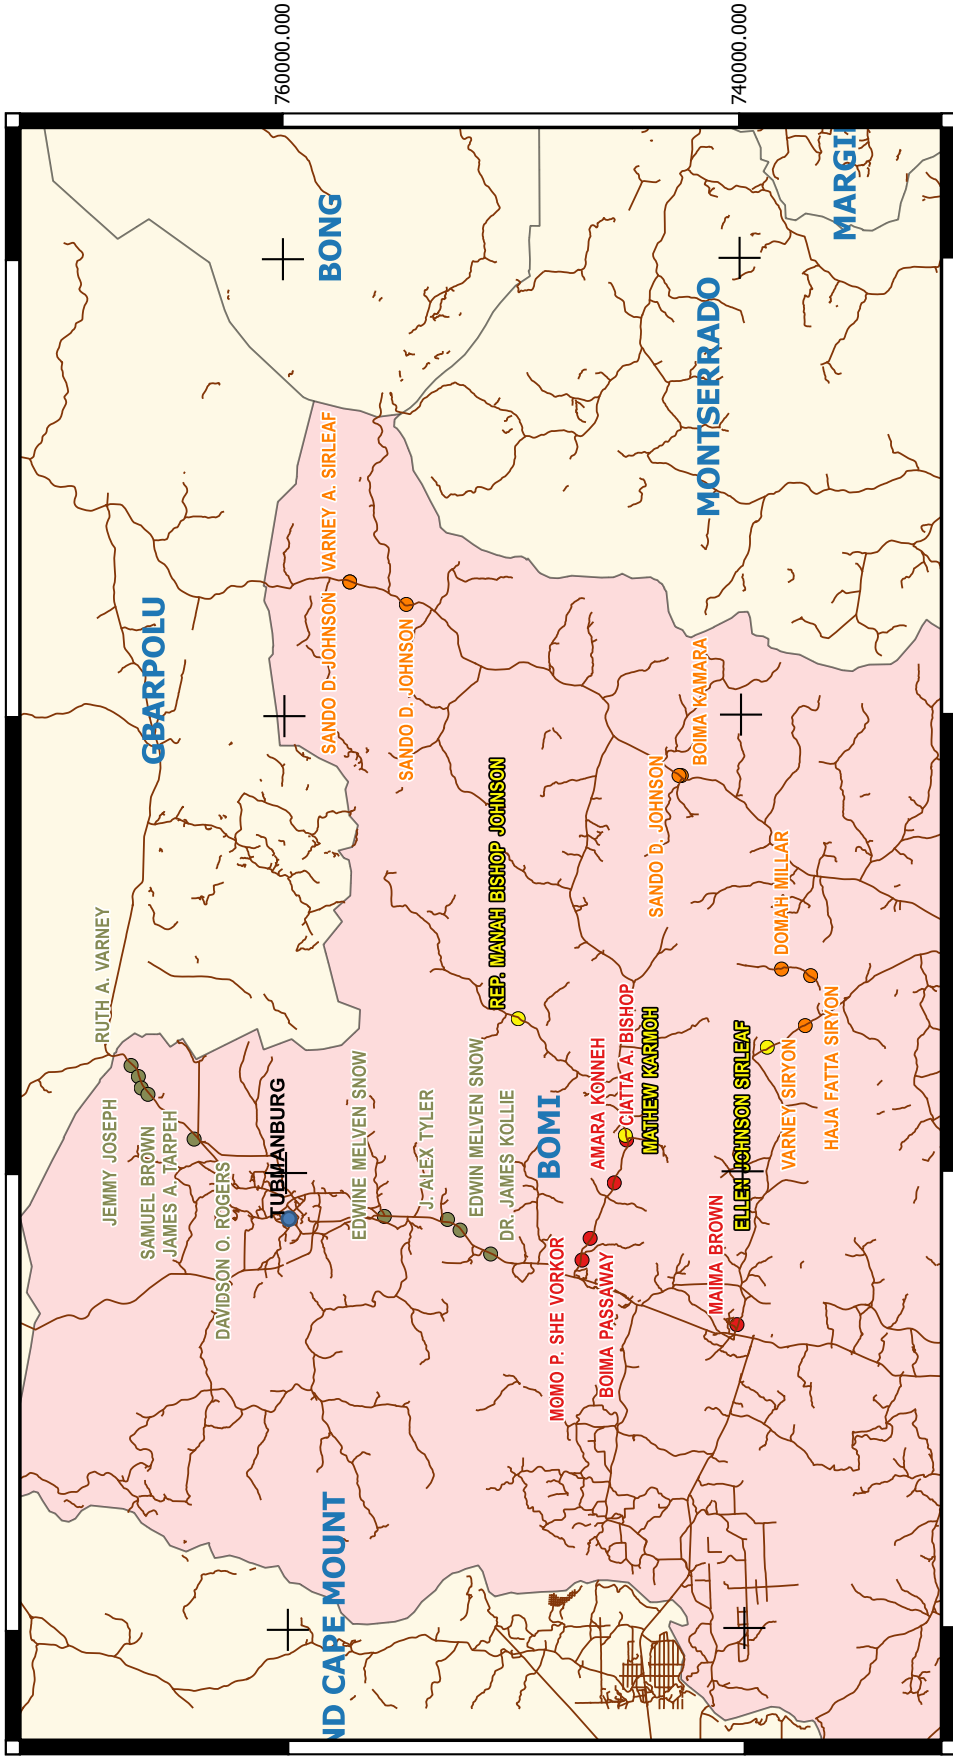 760000.000
740000.000
BONG
MARGI
MONTSERRADO
GBARPOLU
VARNEY A. SIRLEAF
SANDO D. JOHNSON
SANDO D. JOHNSON
BOIMA KAMARA
SANDO D. JOHNSON
REP. MANAH BISHOP JOHNSON
DOMAH MILLAR
RUTH A. VARNEY
HAJA FATTA SIRYON
VARNEY SIRYON
ELLEN JOHNSON SIRLEAF
CIATTA A. BISHOP
MATHEW KARMOH
AMARA KONNEH
BOMI
JEMMY JOSEPH
SAMUEL BROWN
JAMES A. TARPEH
DAVIDSON O. ROGERS
TUBMANBURG
EDWINE MELVEN SNOW
J. ALEX TYLER
EDWIN MELVEN SNOW
DR. JAMES KOLLIE
MOMO P. SHE VORKOR
BOIMA PASSAWAY
MAIMA BROWN
ND CAPE MOUNT